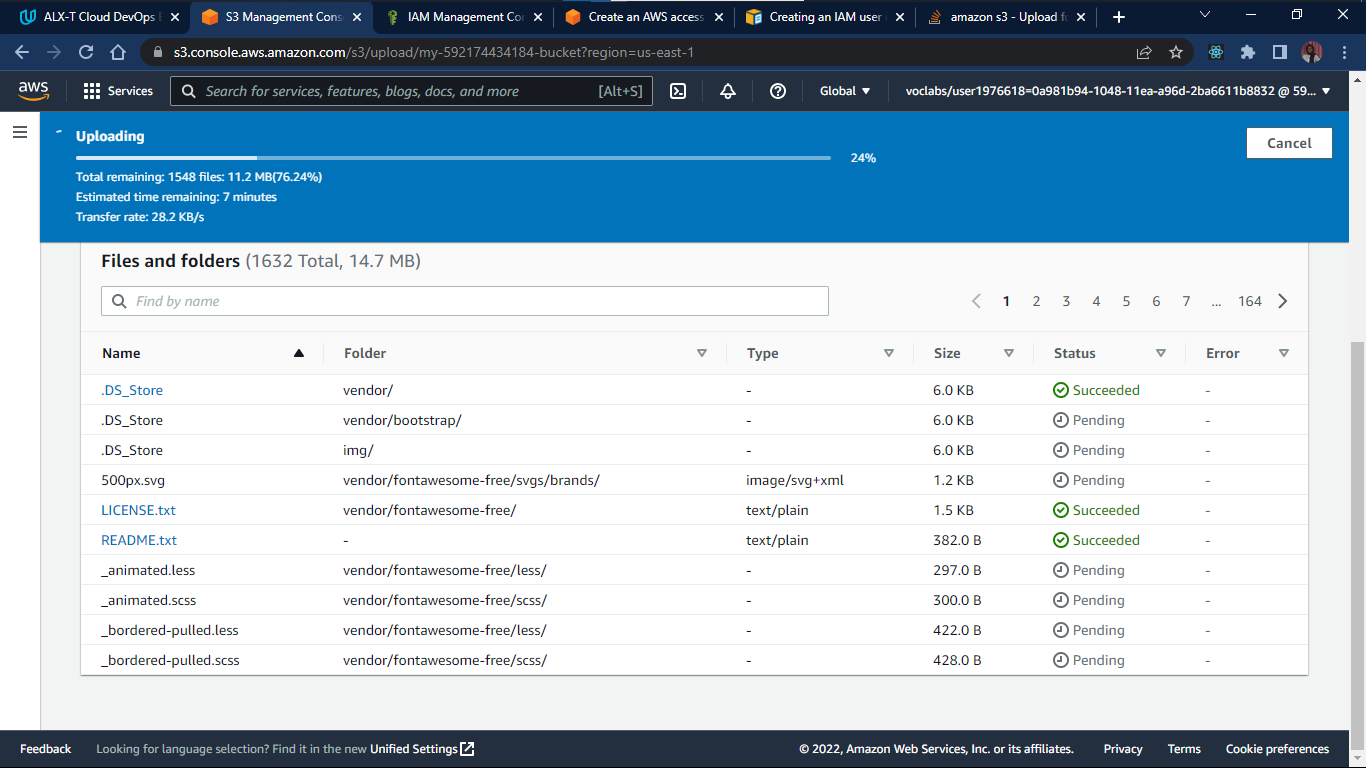 ALX-T Cloud DevOps E
S3 Management Cons
IAM Management Co
Create an AWS access
Creating an IAM user i
amazon s3 - Upload fo
s3.console.aws.amazon.com/s3/upload/my-592174434184-bucket?region=us-east-1
aws
Services
Search for services, features, blogs, docs, and more
[Alt+S]
Global
voclabs/user1976618=0a981b94-1048-11ea-a96d-2ba6611b8832 @ 59...
Uploading
24%
Cancel
Total remaining: 1548 files: 11.2 MB(76.24%)
Estimated time remaining: 7 minutes
Transfer rate: 28.2 KB/s
Files and folders (1632 Total, 14.7 MB)
Find by name
1 2 3 4 5 6 7 ... 164
Name Folder Type Size Status Error
.DS_Store vendor/ - 6.0 KB Succeeded -
.DS_Store vendor/bootstrap/ - 6.0 KB Pending -
.DS_Store img/ - 6.0 KB Pending -
500px.svg vendor/fontawesome-free/svgs/brands/ image/svg+xml 1.2 KB Pending -
LICENSE.txt vendor/fontawesome-free/ text/plain 1.5 KB Succeeded -
README.txt - text/plain 382.0 B Succeeded -
_animated.less vendor/fontawesome-free/less/ - 297.0 B Pending -
_animated.scss vendor/fontawesome-free/scss/ - 300.0 B Pending -
_bordered-pulled.less vendor/fontawesome-free/less/ - 422.0 B Pending -
_bordered-pulled.scss vendor/fontawesome-free/scss/ - 428.0 B Pending -
Feedback Looking for language selection? Find it in the new Unified Settings © 2022, Amazon Web Services, Inc. or its affiliates. Privacy Terms Cookie preferences